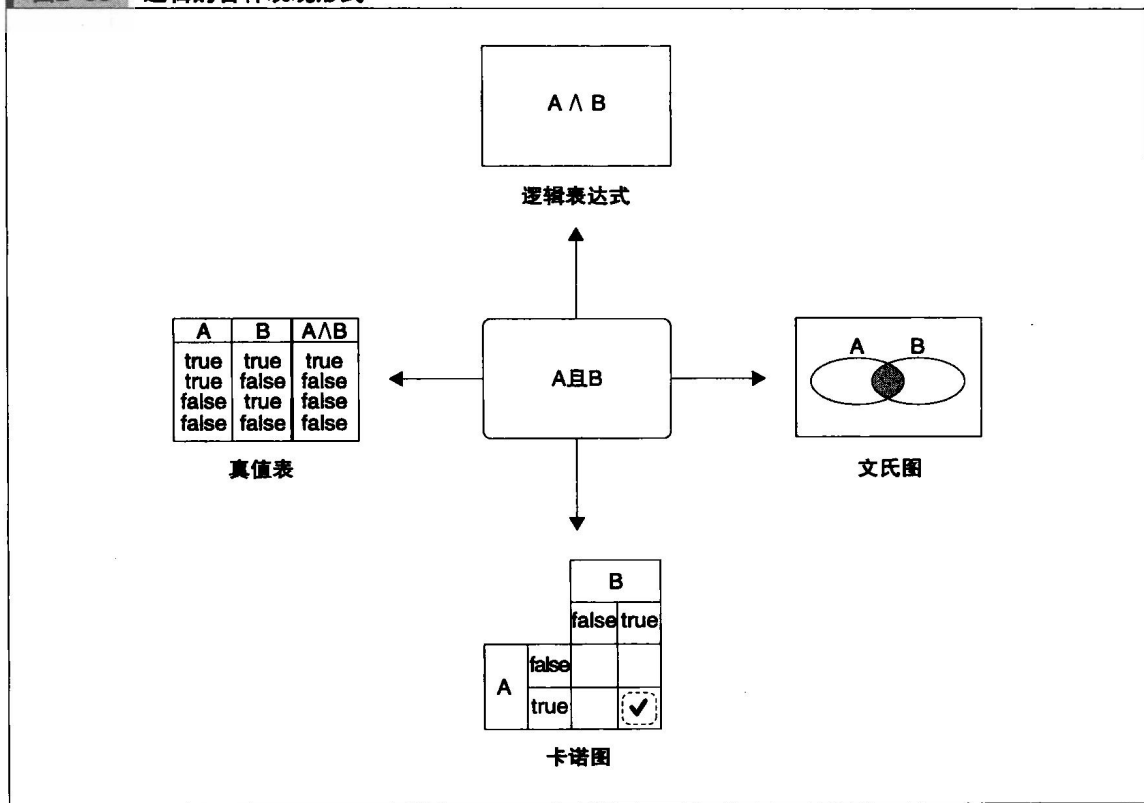 A ∧ B
逻辑表达式
A B A∧B
true true true
true false false
false true false
false false false
真值表
A且B
A B
文氏图
B
false true
A
false
true
卡诺图